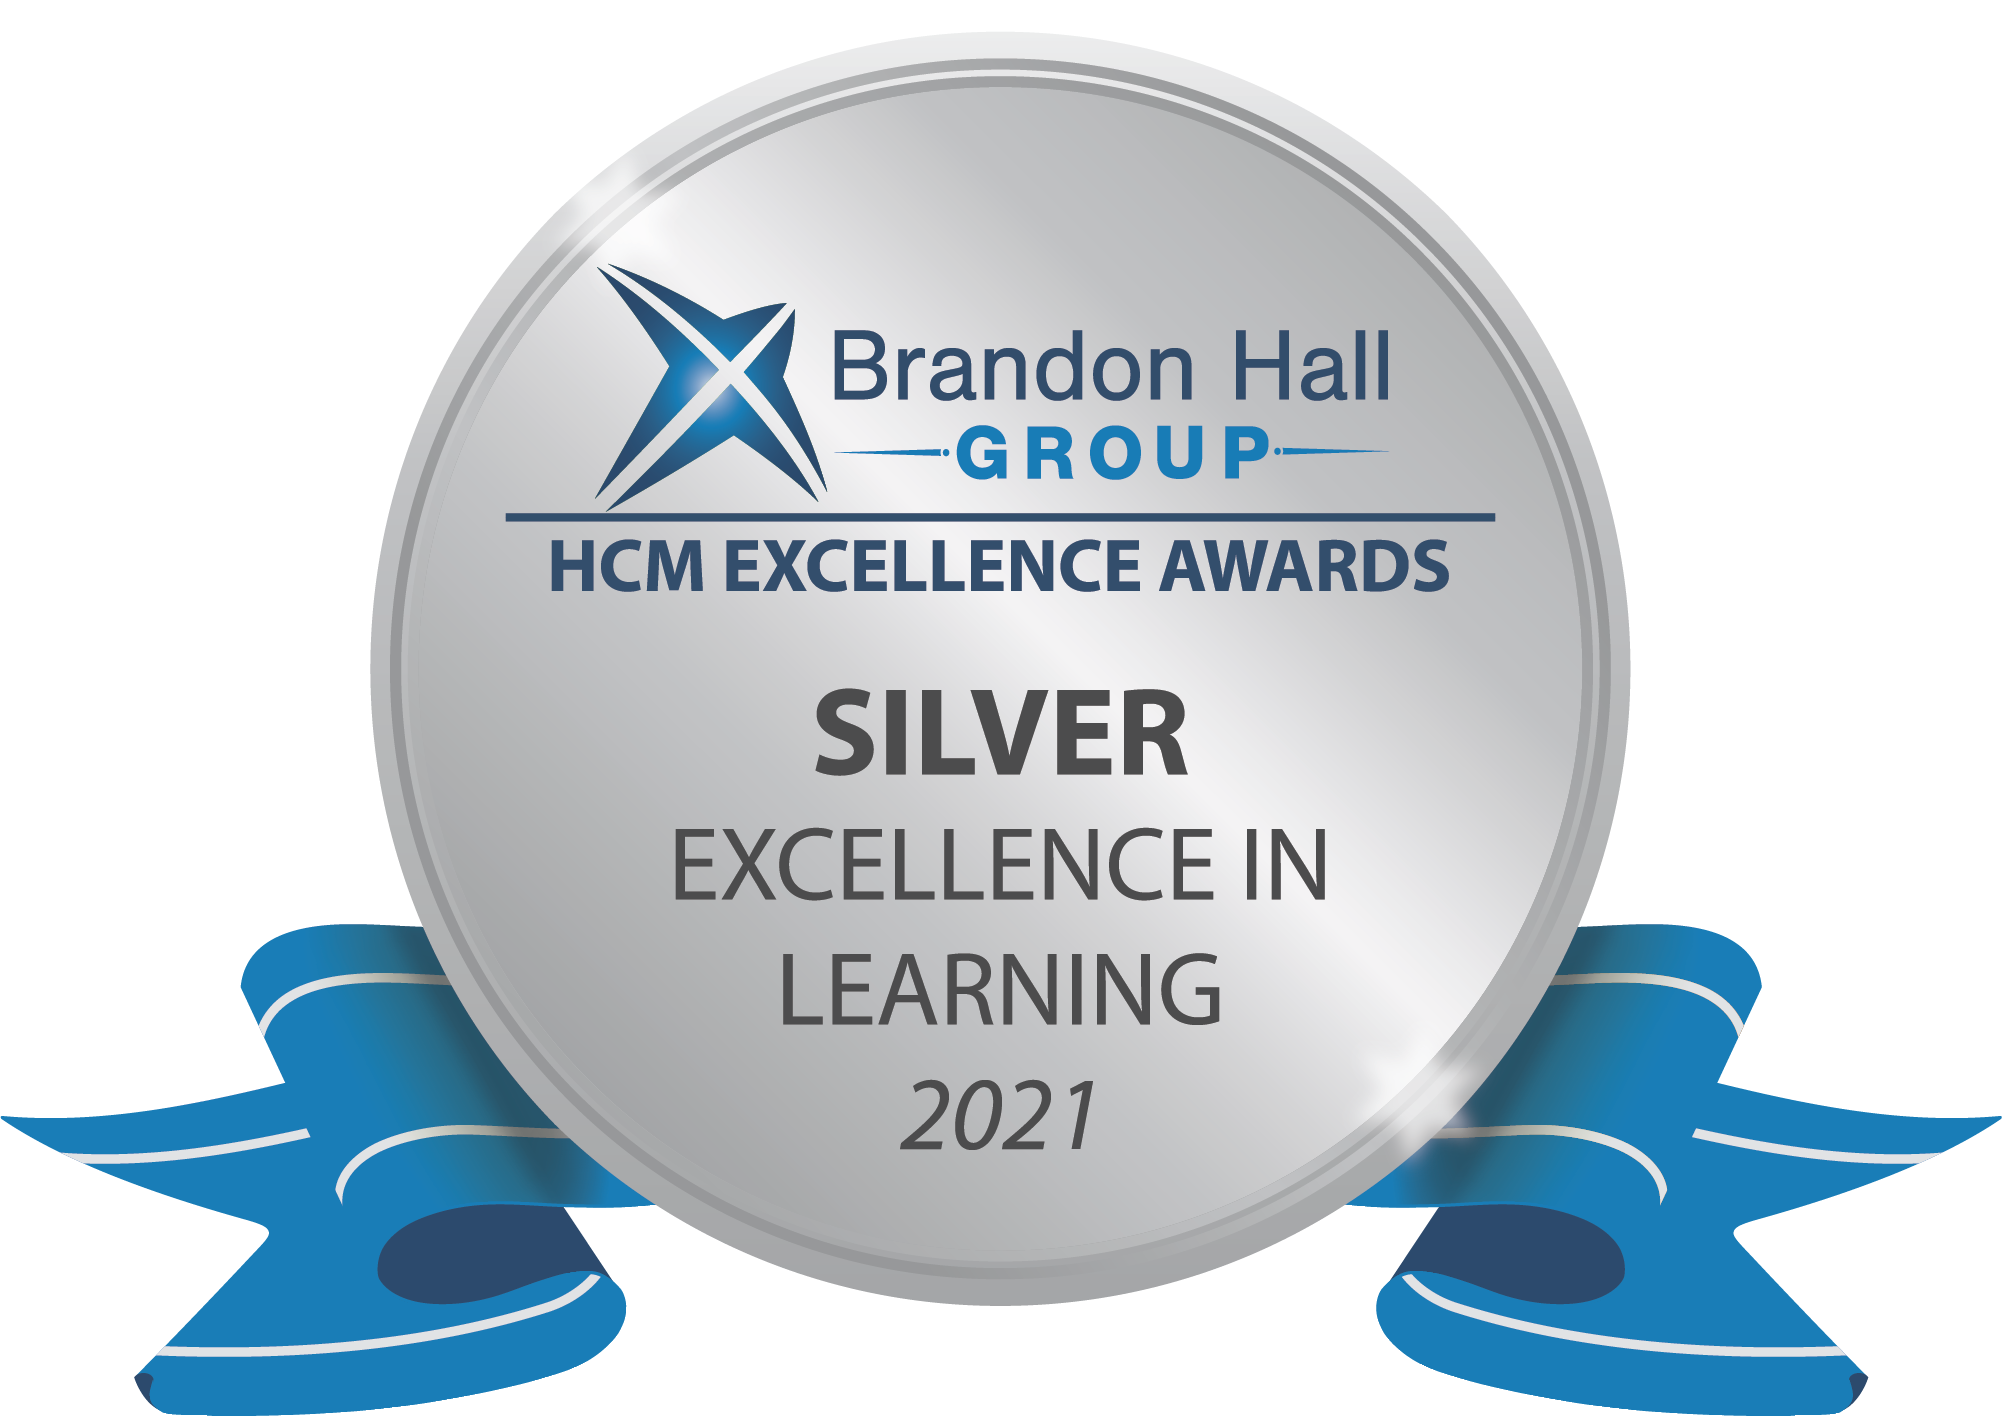 Brandon Hall
GROUP
HCM EXCELLENCE AWARDS
SILVER
EXCELLENCE IN
LEARNING
2021